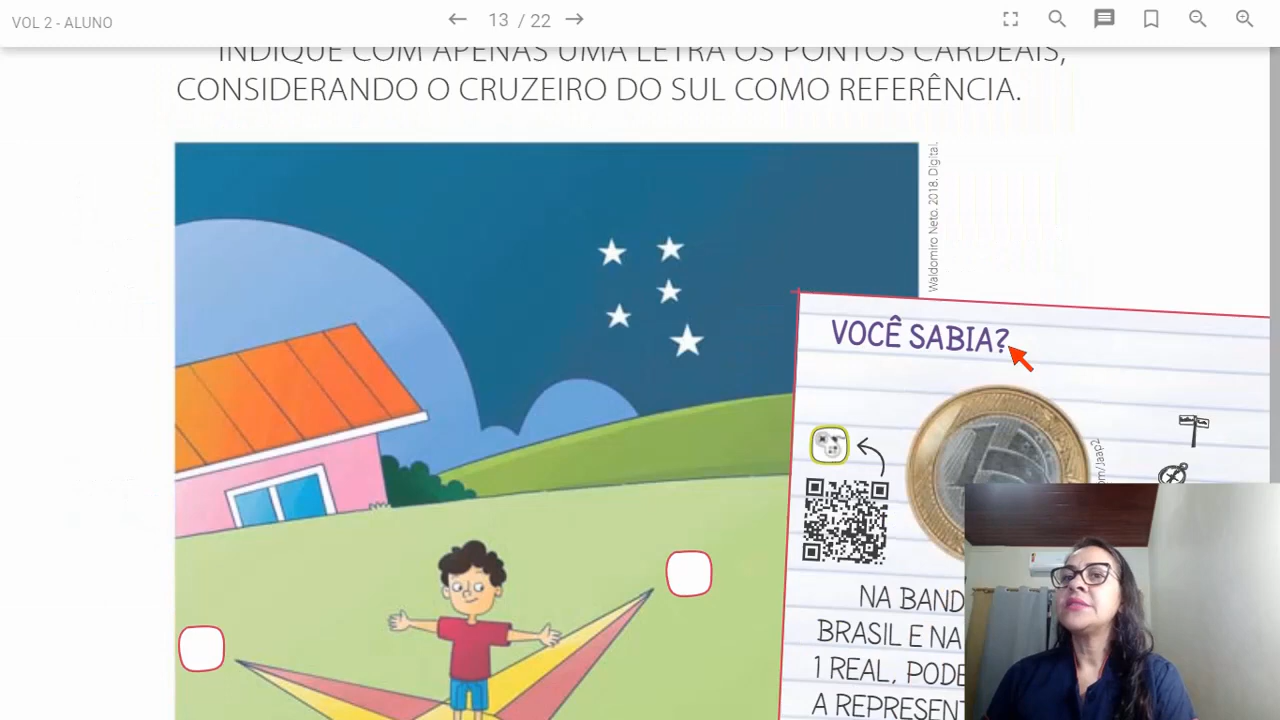 VOL 2 - ALUNO
13 / 22
INDIQUE COM APENAS UMA LETRA OS PONTOS CARDEAIS,
CONSIDERANDO O CRUZEIRO DO SUL COMO REFERÊNCIA.
Waldomiro Neto. 2018. Digital.
VOCÊ SABIA?
NA BAND
BRASIL E NA
1 REAL, PODE
A REPRESENT